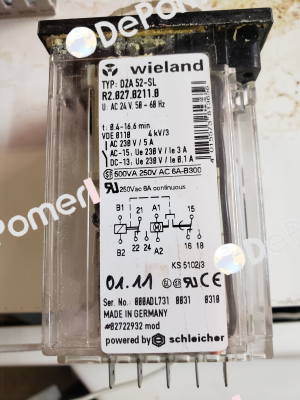 wieland
TYP: DZA 52-SL
R2.027.0211.0
U: AC 24 V, 50 - 60 Hz
t: 0.4-16.6 min
VDE 0110 4 kV/3
AC 230 V / 5 A
AC-15, Ue 230 V/ Ie 3 A
DC-13, Ue 230 V/ Ie 0,1 A
500VA 250V AC 6A-B300
250Vac 6A continuous
B1 21 A1 15
B2 22 24 A2 16 18
KS 5102/3
01.11
CE
Ser. No. 000ADL731 0031 0310
MADE IN GERMANY
#02722932 mod
powered by schleicher